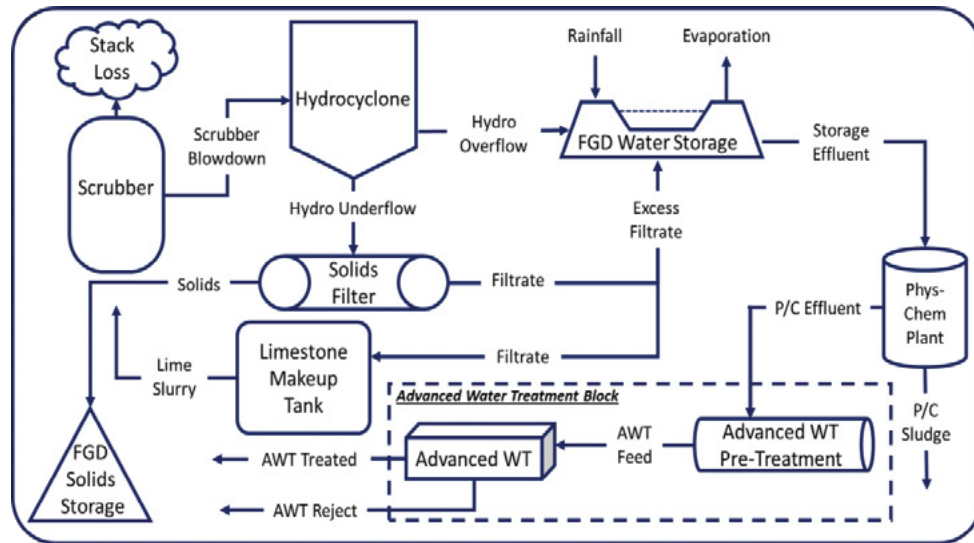 Stack
Loss
Scrubber
Scrubber
Blowdown
Hydrocyclone
Hydro
Overflow
Rainfall
Evaporation
FGD Water Storage
Storage
Effluent
Hydro Underflow
Excess
Filtrate
Solids
Solids
Filter
Filtrate
Phys-
Chem
Plant
P/C Effluent
Lime
Slurry
Limestone
Makeup
Tank
Filtrate
Advanced Water Treatment Block
P/C
Sludge
FGD
Solids
Storage
AWT Treated
Advanced WT
AWT
Feed
Advanced WT
Pre-Treatment
AWT Reject